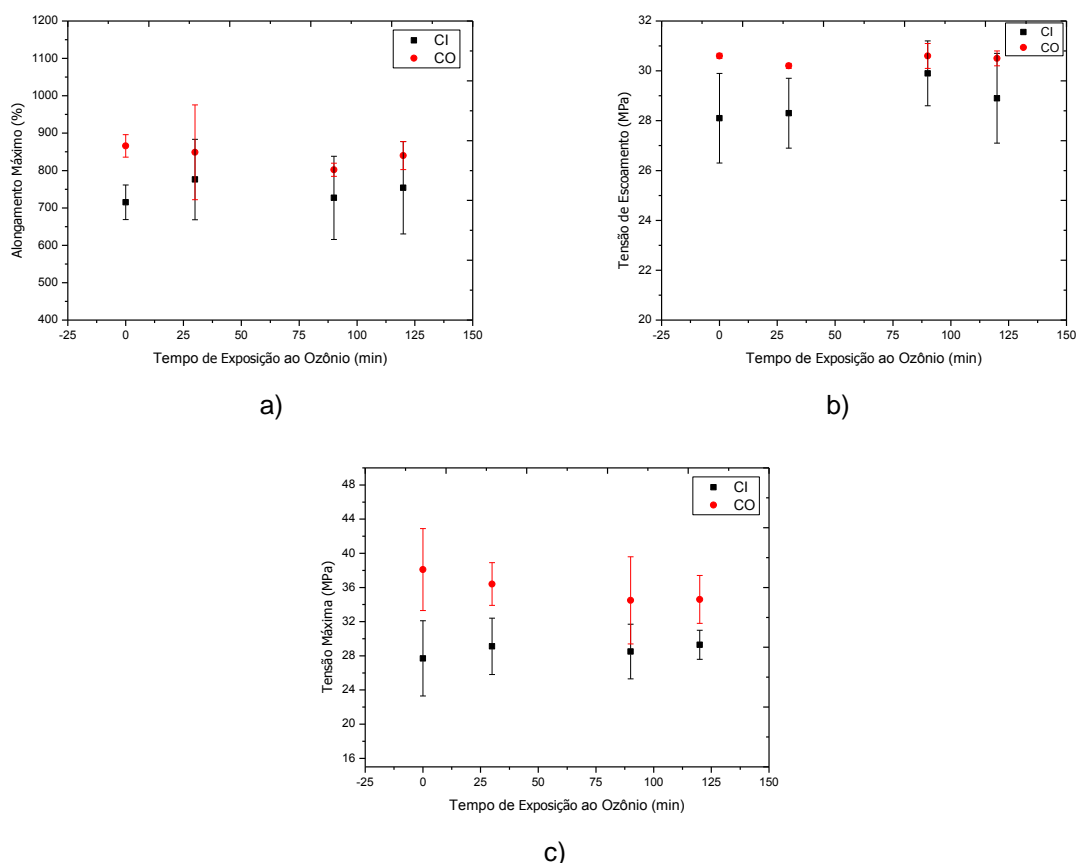 1200
1100
1000
900
800
700
600
500
400
-25 0 25 50 75 100 125 150
Alongamento Máximo (%)
Tempo de Exposição ao Ozônio (min)
CI
CO
a)
32
30
28
26
24
22
20
-25 0 25 50 75 100 125 150
Tensão de Escoamento (MPa)
Tempo de Exposição ao Ozônio (min)
CI
CO
b)
48
44
40
36
32
28
24
20
16
-25 0 25 50 75 100 125 150
Tensão Máxima (MPa)
Tempo de Exposição ao Ozônio (min)
CI
CO
c)